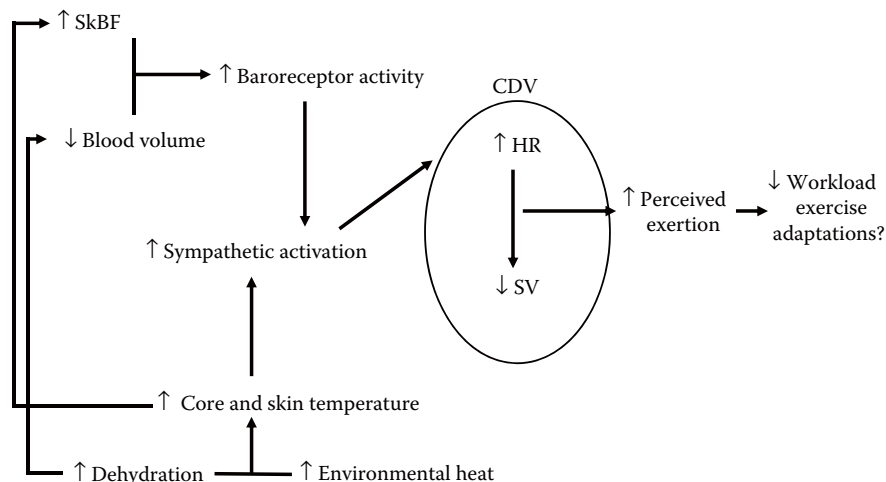 ↑ SkBF
↑ Baroreceptor activity
↓ Blood volume
↑ Sympathetic activation
CDV
↑ HR
↓ SV
↑ Perceived
exertion
↓ Workload
exercise
adaptations?
↑ Core and skin temperature
↑ Dehydration
↑ Environmental heat